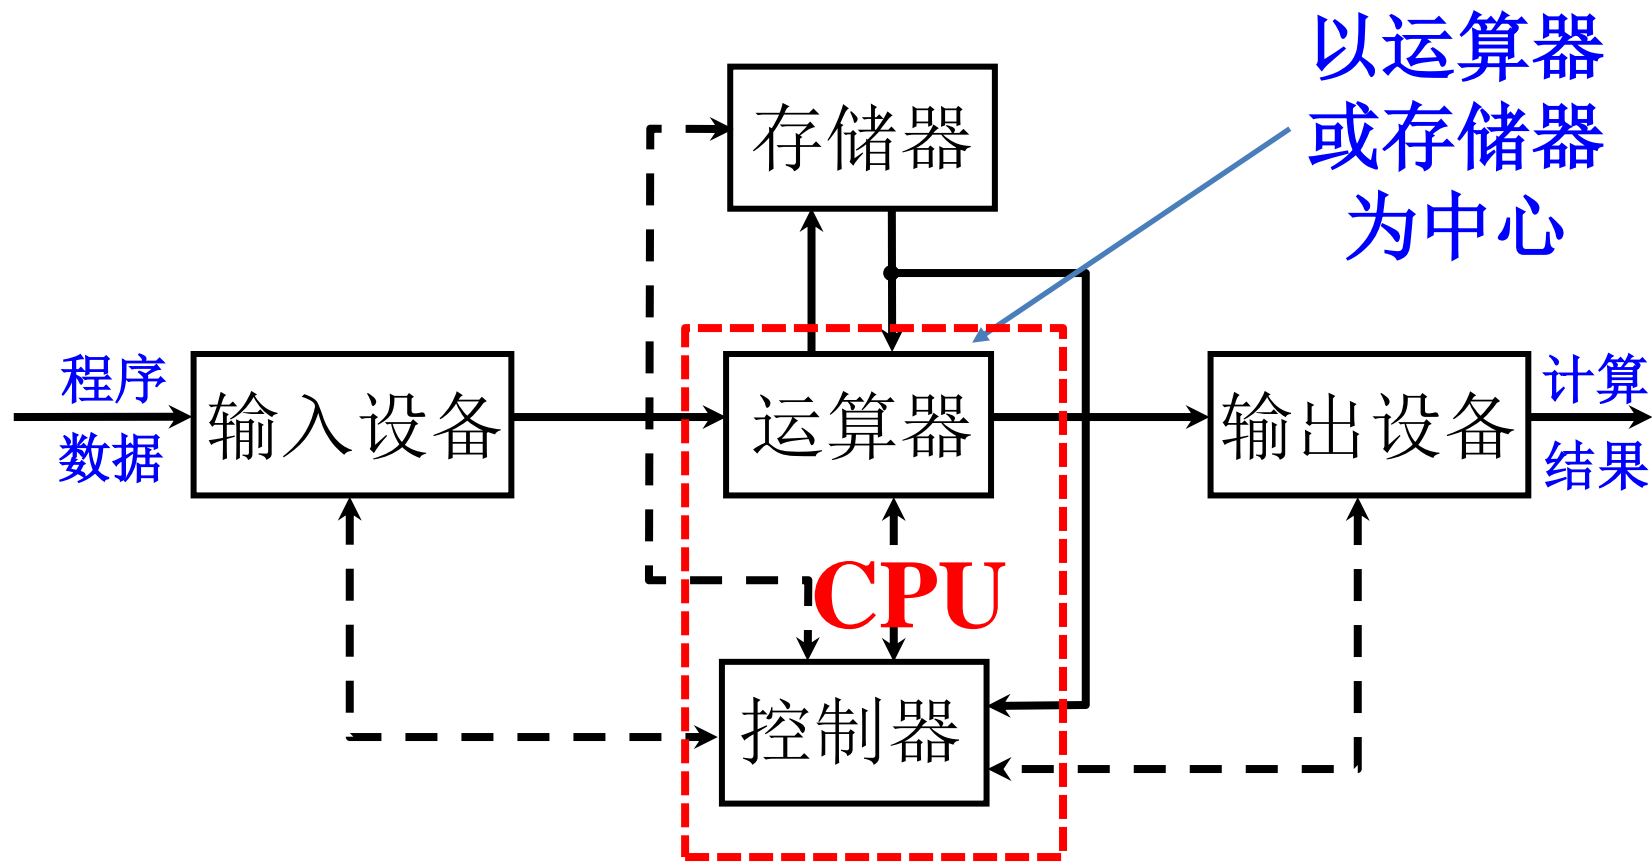 以运算器
或存储器
为中心
存储器
程序
数据
输入设备
运算器
输出设备
计算
结果
CPU
控制器